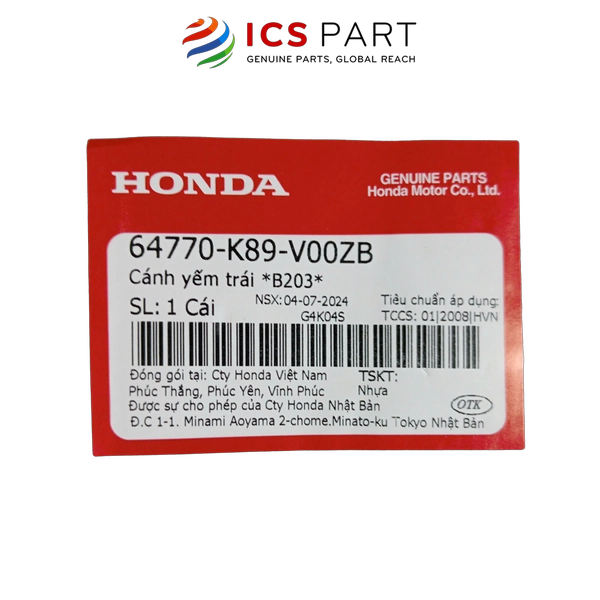 ICS PART
GENUINE PARTS, GLOBAL REACH
HONDA
GENUINE PARTS
Honda Motor Co., Ltd.
64770-K89-V00ZB
Cánh yếm trái *B203*
SL: 1 Cái
NSX: 04-07-2024
G4K04S
Tiêu chuẩn áp dụng:
TCCS: 01|2008|HVN
Đóng gói tại: Cty Honda Việt Nam
Phúc Thắng, Phúc Yên, Vĩnh Phúc
TSKT:
Nhựa
Được sự cho phép của Cty Honda Nhật Bản
Đ.C 1-1. Minami Aoyama 2-chome.Minato-ku Tokyo Nhật Bản
OTK